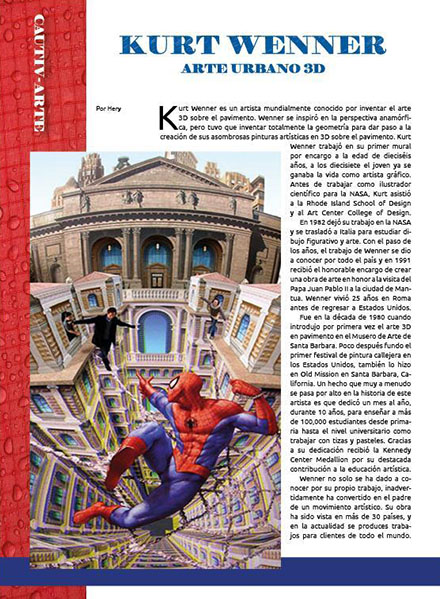 CAUTIV-ARTE
KURT WENNER
ARTE URBANO 3D
Por Hery
Kurt Wenner es un artista mundialmente conocido por inventar el arte
3D sobre el pavimento. Wenner se inspiró en la perspectiva anamórfi-
ca, pero tuvo que inventar totalmente la geometría para dar paso a la
creación de sus asombrosas pinturas artísticas en 3D sobre el pavimento. Kurt
Wenner trabajó en su primer mural
por encargo a la edad de dieciséis
años, a los diecisiete el joven ya se
ganaba la vida como artista gráfico.
Antes de trabajar como ilustrador
científico para la NASA, Kurt asistió
a la Rhode Island School of Design
y al Art Center College of Design.
En 1982 dejó su trabajo en la NASA
y se trasladó a Italia para estudiar di-
bujo figurativo y arte. Con el paso de
los años, el trabajo de Wenner se dio
a conocer por todo el país y en 1991
recibió el honorable encargo de crear
una obra de arte en honor a la visita del
Papa Juan Pablo II a la ciudad de Man-
tua. Wenner vivió 25 años en Roma
antes de regresar a Estados Unidos.
Fue en la década de 1980 cuando
introdujo por primera vez el arte 3D
en pavimento en el Musero de Arte de
Santa Barbara. Poco después fundo el
primer festival de pintura callejera en
los Estados Unidos, también lo hizo
en Old Mission en Santa Barbara, Ca-
lifornia. Un hecho que muy a menudo
se pasa por alto en la historia de este
artista es que dedicó un mes al año,
durante 10 años, para enseñar a más
de 100,000 estudiantes desde prima-
ria hasta el nivel universitario como
trabajar con tizas y pasteles. Gracias
a su dedicación recibió la Kennedy
Center Medallion por su destacada
contribución a la educación artística.
Wenner no solo se ha dado a co-
nocer por su propio trabajo, inadver-
tidamente ha convertido en el padre
de un movimiento artístico. Su obra
ha sido vista en más de 30 países, y
en la actualidad se produces traba-
jos para clientes de todo el mundo.